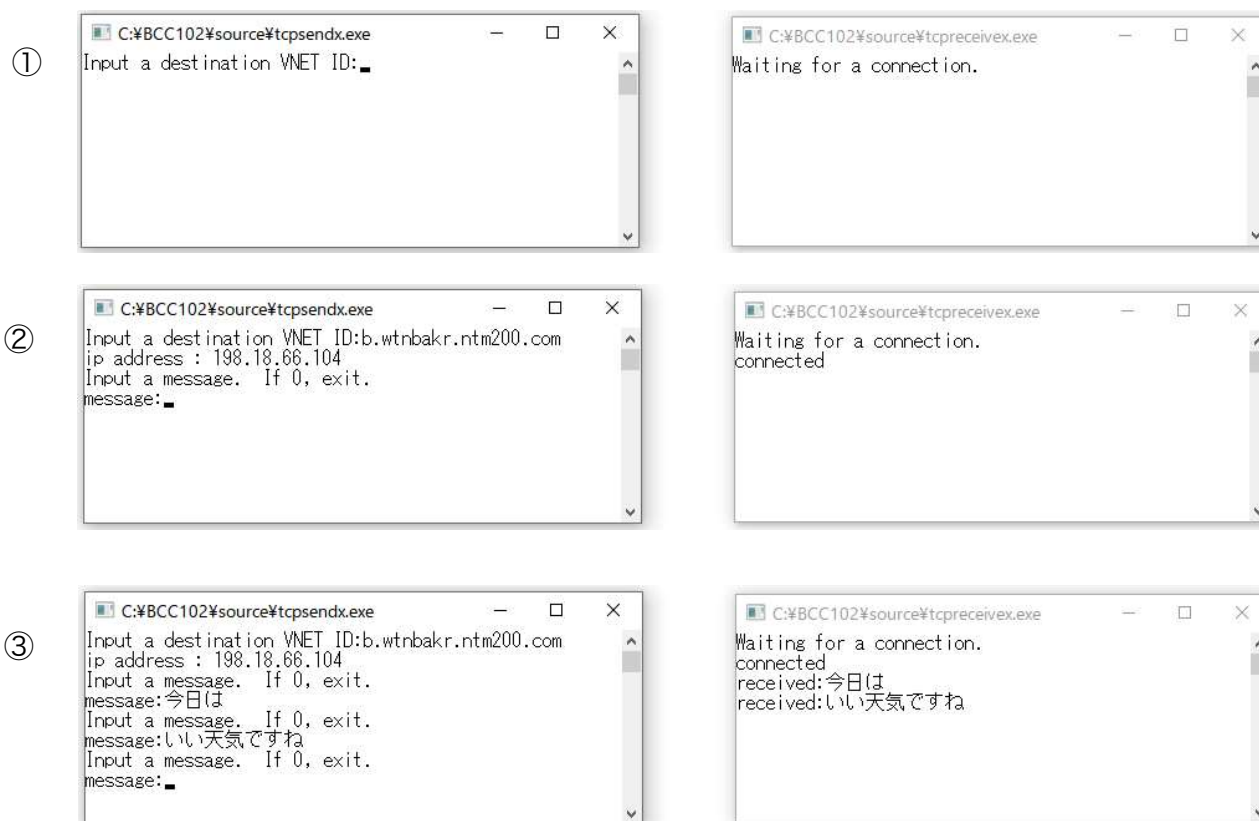 ①
C:¥BCC102¥source¥tcpsendx.exe
Input a destination VNET ID:
C:¥BCC102¥source¥tcpreceivex.exe
Waiting for a connection.
②
C:¥BCC102¥source¥tcpsendx.exe
Input a destination VNET ID:b.wtnbakr.ntm200.com
ip address : 198.18.66.104
Input a message.  If 0, exit.
message:
C:¥BCC102¥source¥tcpreceivex.exe
Waiting for a connection.
connected
③
C:¥BCC102¥source¥tcpsendx.exe
Input a destination VNET ID:b.wtnbakr.ntm200.com
ip address : 198.18.66.104
Input a message.  If 0, exit.
message:今日は
Input a message.  If 0, exit.
message:いい天気ですね
Input a message.  If 0, exit.
message:
C:¥BCC102¥source¥tcpreceivex.exe
Waiting for a connection.
connected
received:今日は
received:いい天気ですね